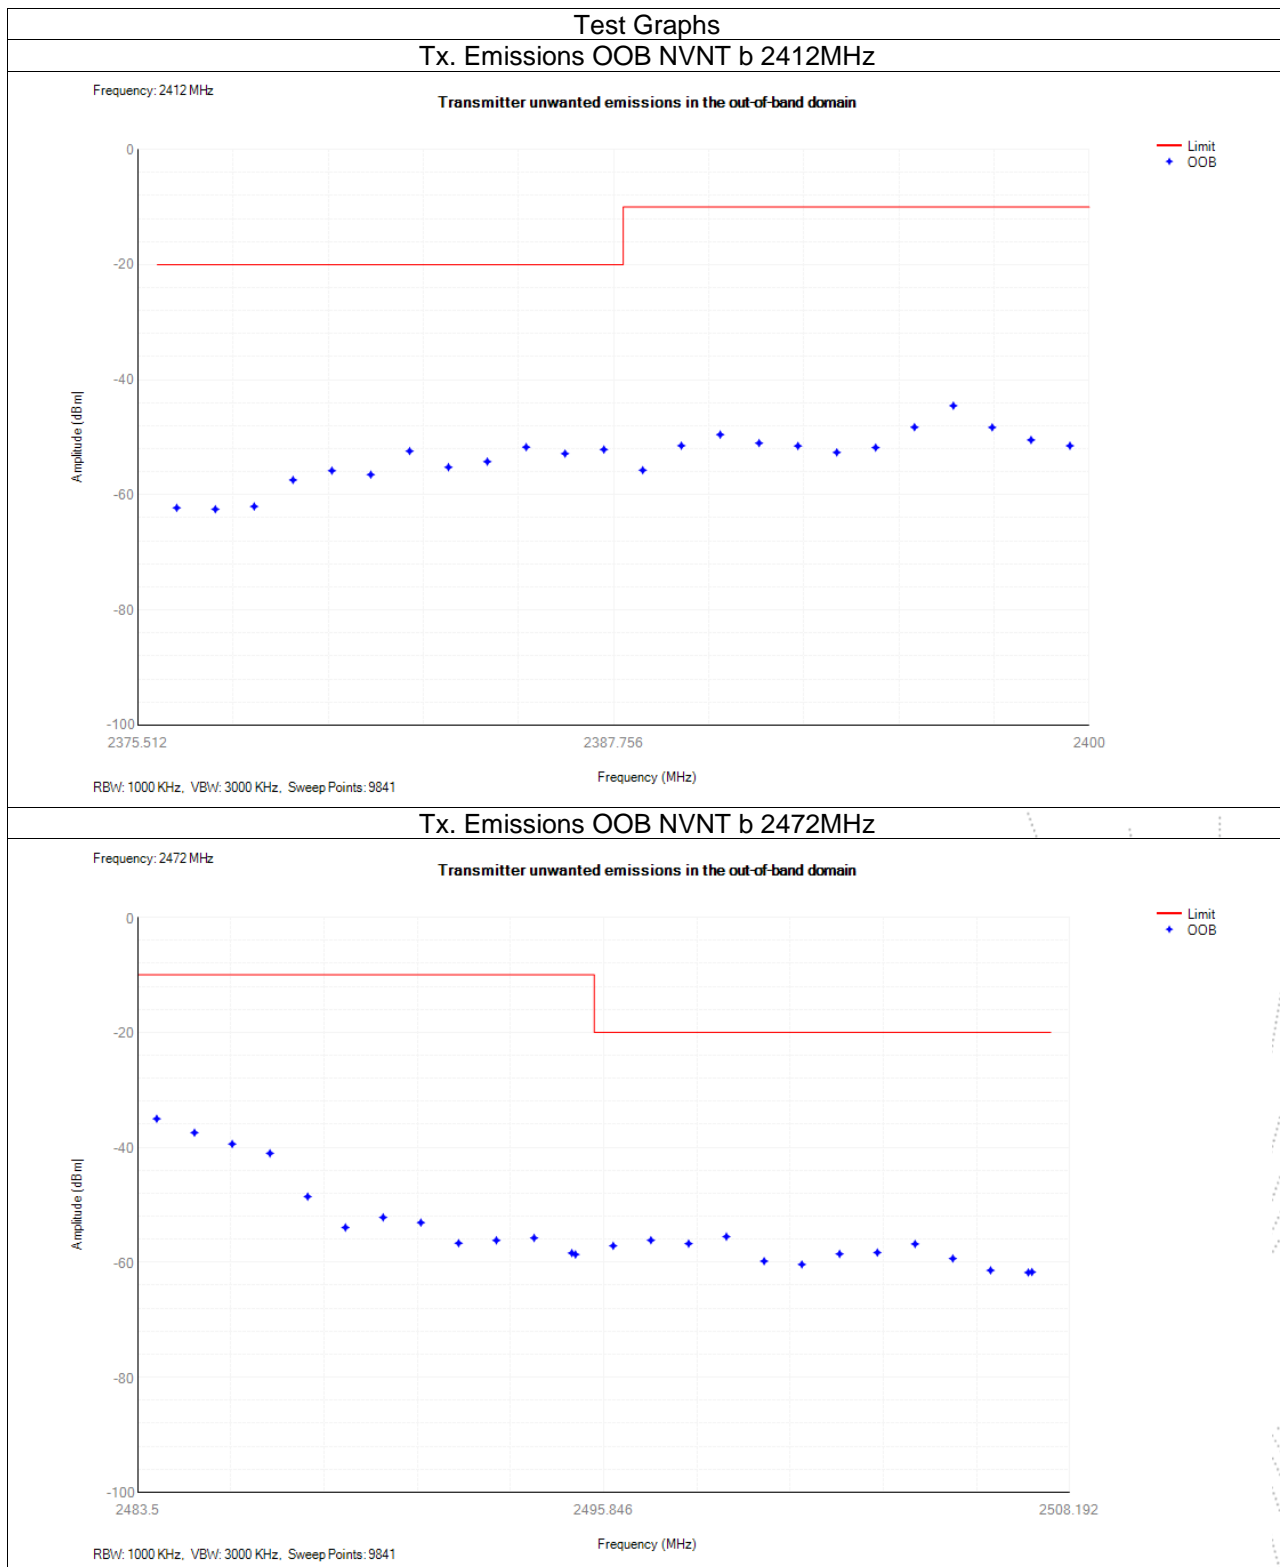 Test Graphs
Tx. Emissions OOB NVNT b 2412MHz
Frequency: 2412 MHz
Transmitter unwanted emissions in the out-of-band domain
Limit
OOB
0
-20
-40
-60
-80
-100
Amplitude (dBm)
2375.512
2387.756
2400
Frequency (MHz)
RBW: 1000 KHz, VBW: 3000 KHz, Sweep Points: 9841
Tx. Emissions OOB NVNT b 2472MHz
Frequency: 2472 MHz
Transmitter unwanted emissions in the out-of-band domain
Limit
OOB
0
-20
-40
-60
-80
-100
Amplitude (dBm)
2483.5
2495.846
2508.192
Frequency (MHz)
RBW: 1000 KHz, VBW: 3000 KHz, Sweep Points: 9841